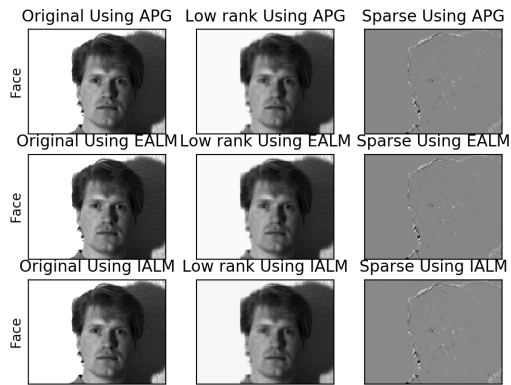 Original Using APG Low rank Using APG Sparse Using APG
Face
Original Using EALM Low rank Using EALM Sparse Using EALM
Face
Original Using IALM Low rank Using IALM Sparse Using IALM
Face